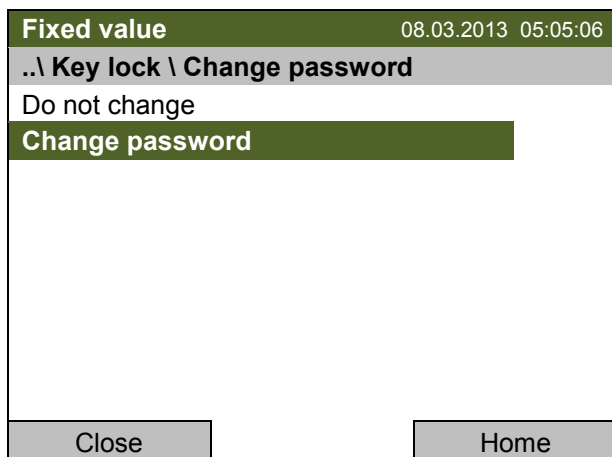 Fixed value 08.03.2013 05:05:06
..\ Key lock \ Change password
Do not change
Change password
Close Home